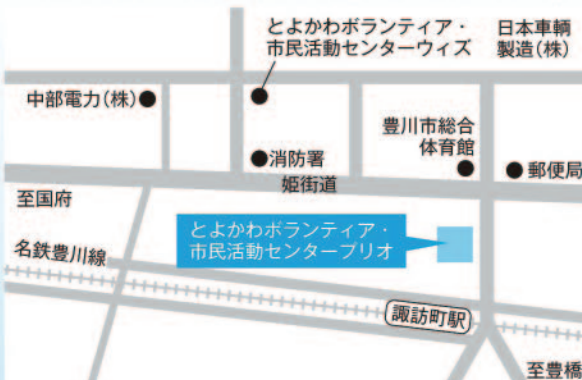 とよかわボランティア・
市民活動センターウィズ
日本車輌
製造(株)
中部電力(株)
豊川市総合
体育館
消防署
郵便局
姫街道
至国府
とよかわボランティア・
市民活動センタープリオ
名鉄豊川線
諏訪町駅
至豊橋